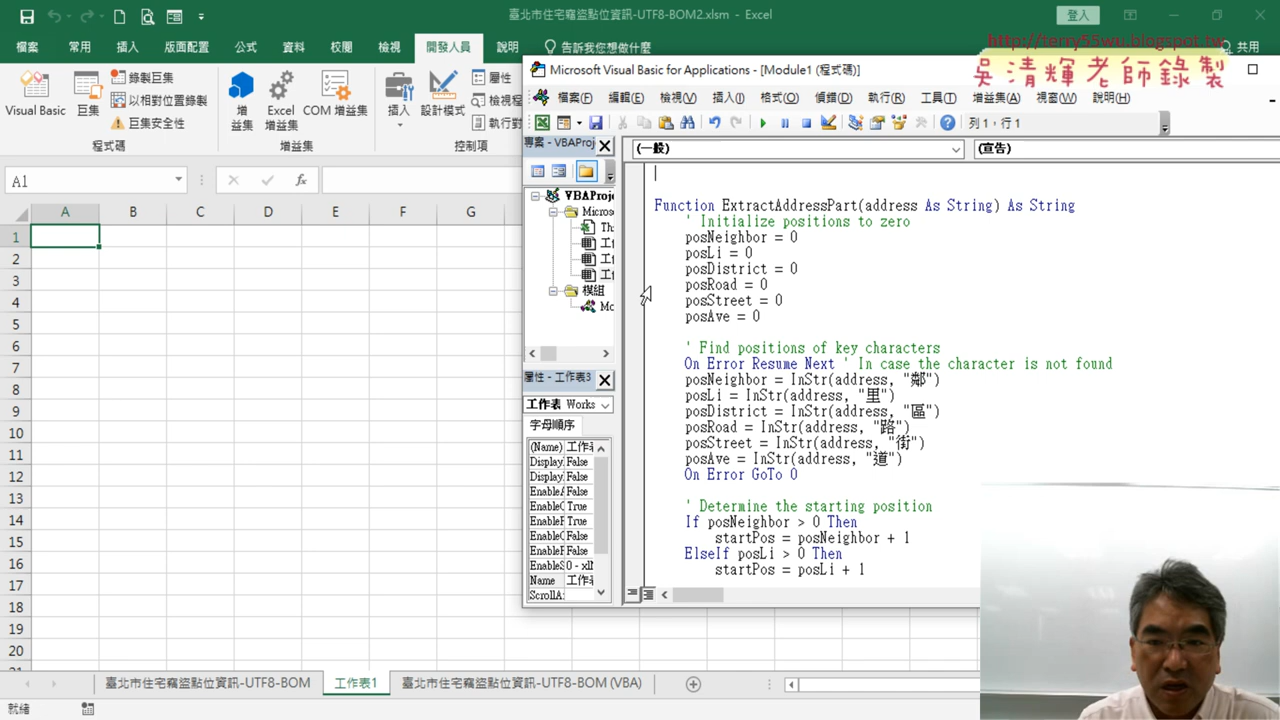 臺北市住宅竊盜點位資訊-UTF8-BOM2.xlsm - Excel
登入
檔案 常用 插入 版面配置 公式 資料 校閱 檢視 開發人員 說明 告訴我您想做什麼 共用
http://terry55wu.blogspot.tw
吳清輝老師錄製
Visual Basic 巨集 錄製巨集 以相對位置錄製 巨集安全性 程式碼
增益集 Excel 增益集 COM 增益集 增益集
插入 設計模式 屬性 檢視程 執行對 控制項
Microsoft Visual Basic for Applications - [Module1 (程式碼)]
檔案(F) 編輯(E) 檢視(V) 插入(I) 格式(O) 偵錯(D) 執行(R) 工具(T) 增益集(A) 視窗(W) 說明(H)
列 1，行 1
專案 - VBAProj
(一般) (宣告)
A1
fx
A B C D E F G
1
2
3
4
5
6
7
8
9
10
11
12
13
14
15
16
17
18
19
20
VBAProje
Micros
Th
工
工
工
模組
Mo
屬性 - 工作表3
工作表 Works
字母順序
(Name) 工作表
Display False
Display False
EnableA False
EnableC True
EnableF True
EnableC False
EnableF False
EnableS 0 - xlN
Name 工作表
ScrollA
Function ExtractAddressPart(address As String) As String
' Initialize positions to zero
posNeighbor = 0
posLi = 0
posDistrict = 0
posRoad = 0
posStreet = 0
posAve = 0
' Find positions of key characters
On Error Resume Next ' In case the character is not found
posNeighbor = InStr(address, "鄰")
posLi = InStr(address, "里")
posDistrict = InStr(address, "區")
posRoad = InStr(address, "路")
posStreet = InStr(address, "街")
posAve = InStr(address, "道")
On Error GoTo 0
' Determine the starting position
If posNeighbor > 0 Then
startPos = posNeighbor + 1
ElseIf posLi > 0 Then
startPos = posLi + 1
臺北市住宅竊盜點位資訊-UTF8-BOM 工作表1 臺北市住宅竊盜點位資訊-UTF8-BOM (VBA)
就緒